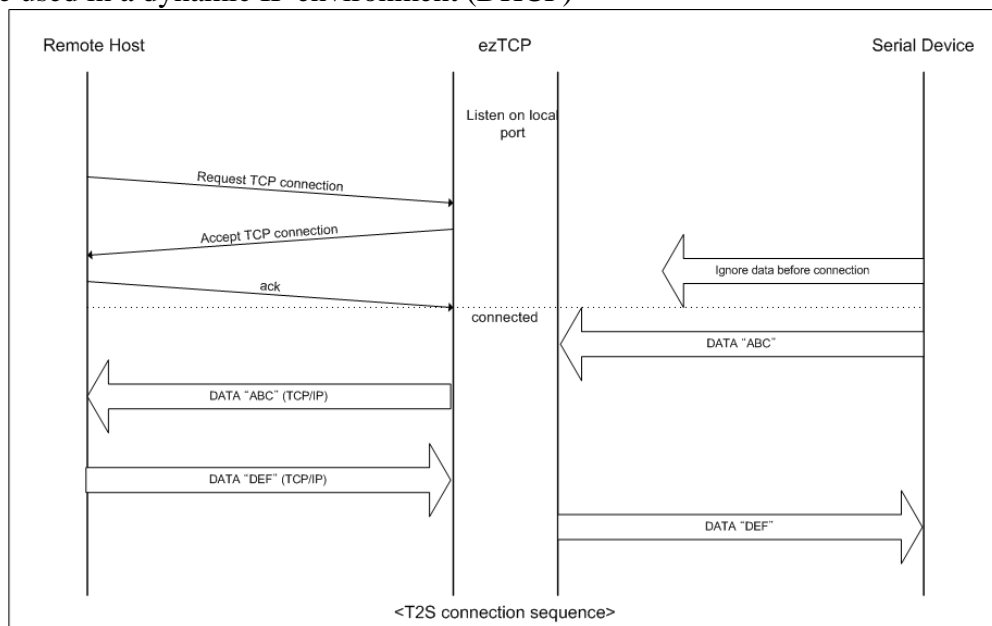 used in a dynamic IP environment (DHCP)
Remote Host
ezTCP
Serial Device
Listen on local
port
Request TCP connection
Accept TCP connection
Ignore data before connection
ack
connected
DATA "ABC"
DATA "ABC" (TCP/IP)
DATA "DEF" (TCP/IP)
DATA "DEF"
<T2S connection sequence>